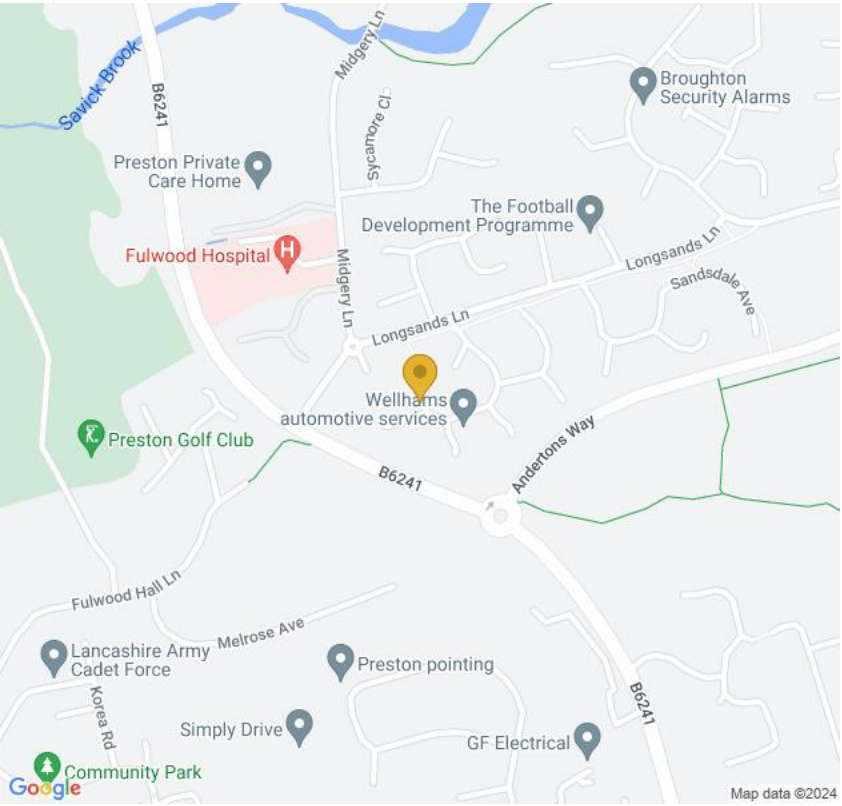 Midgery Ln
Savick Brook
B6241
Broughton
Security Alarms
Sycamore Cl
Preston Private
Care Home
The Football
Development Programme
Fulwood Hospital
H
Midgery Ln
Longsands Ln
Sandsdale Ave
Longsands Ln
Wellhams
automotive services
Preston Golf Club
Andertons Way
B6241
Fulwood Hall Ln
Melrose Ave
Lancashire Army
Cadet Force
Preston pointing
Korea Rd
B6241
Simply Drive
GF Electrical
Community Park
Google
Map data ©2024